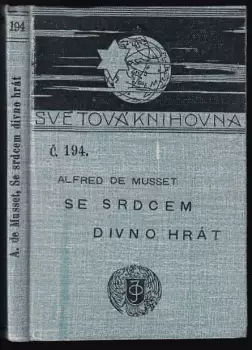 194
A. de Musset, Se srdcem divno hrát
SVĚTOVÁ KNIHOVNA
Č. 194.
ALFRED DE MUSSET
SE SRDCEM
DIVNO HRÁT